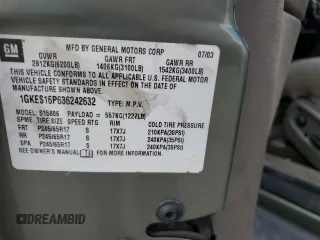 GM
MFD BY GENERAL MOTORS CORP 07/03
GVWR GAWR FRT GAWR RR
2812KG(6200LB) 1406KG(3100LB) 1542KG(3400LB)
THIS VEHICLE CONFORMS TO ALL APPLICABLE U.S. FEDERAL
MOTOR VEHICLE SAFETY STANDARDS IN
EFFECT ON THE DATE OF MANUFACTURE SHOWN ABOVE.
1GKES16P636242632 TYPE: M.P.V.
MODEL: S15806 PAYLOAD = 557KG(1227LB)
SPME TIRE SIZE SPEED RTG RIM COLD TIRE PRESSURE
FRT P245/65R17 S 17X7J
RR P245/65R17 S 17X7J 240KPA(35PSI)
SPA P245/65R17 S 17X7J 240KPA(35PSI)
SEE OWNER'S MANUAL FOR ADDITIONAL INFORMATION
DREAMBID